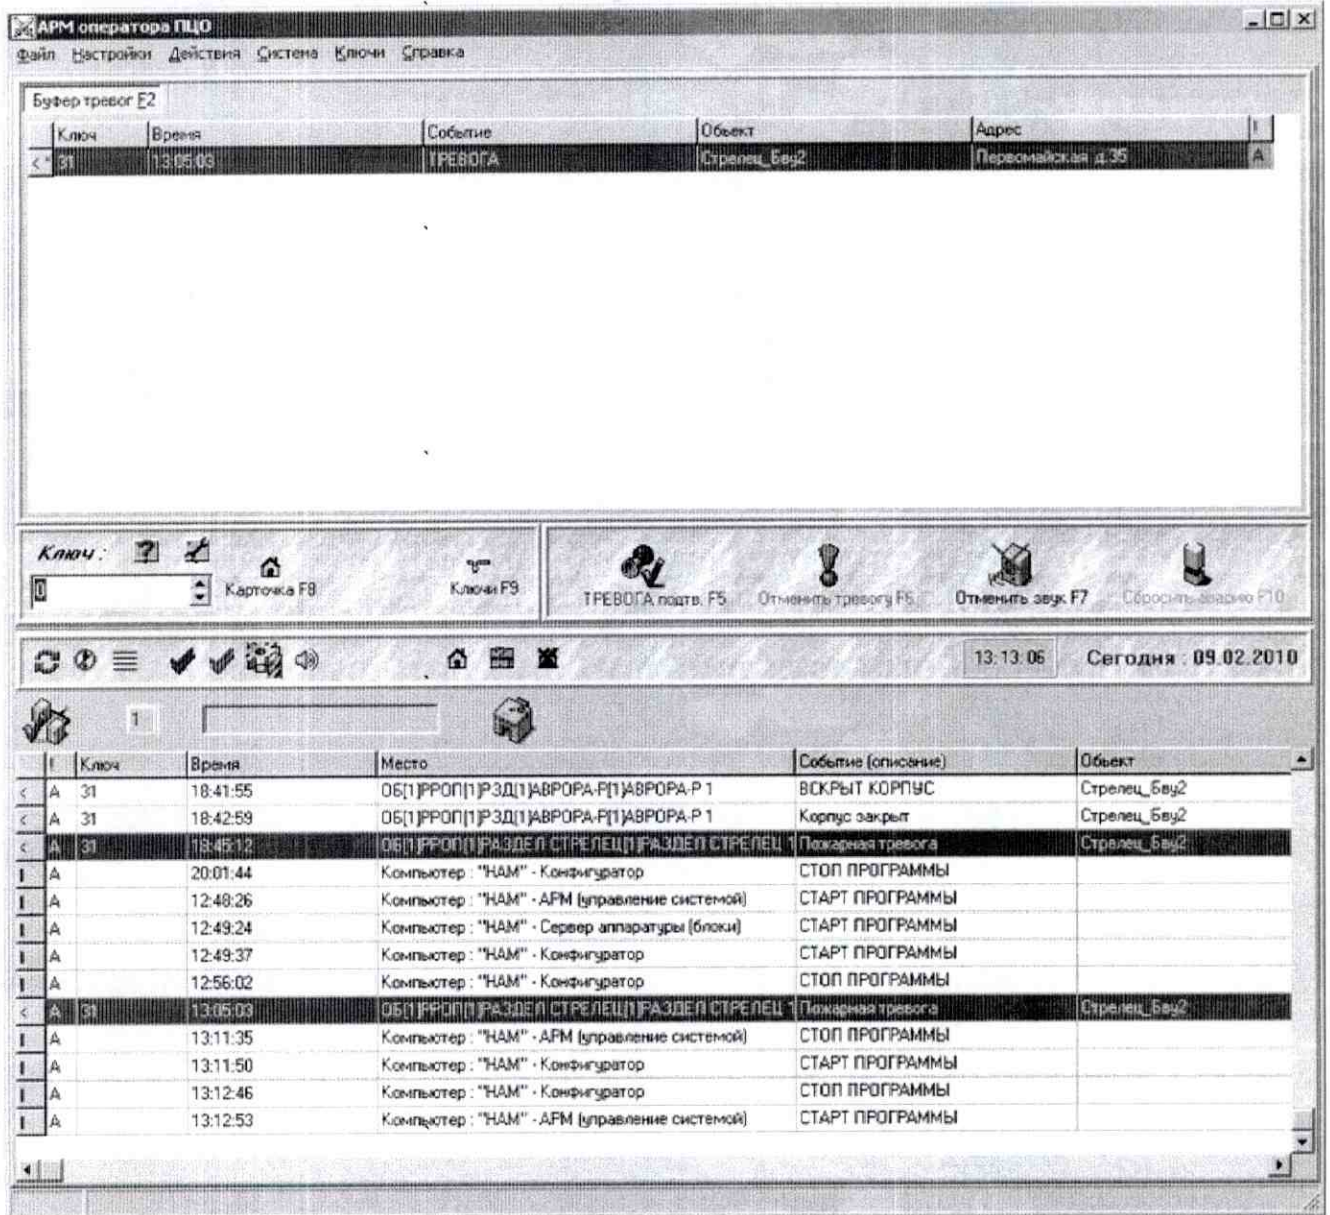 АРМ оператора ПЦО
Файл Настройки Действия Система Ключи Справка
Буфер тревог F2
Ключ Время Событие Объект Адрес !
<* 31 13:05:03 ТРЕВОГА Стрелец_Бву2 Первомайская д.35 А
Ключ :
0
Карточка F8 Ключи F9 ТРЕВОГА подтв. F5 Отменить тревогу F6 Отменить звук F7 Сбросить аварию F10
13:13:06 Сегодня : 09.02.2010
1
! Ключ Время Место Событие (описание) Объект
< А 31 18:41:55 ОБ[1]РРОП[1]РЗД[1]АВРОРА-Р[1]АВРОРА-Р 1 ВСКРЫТ КОРПУС Стрелец_Бву2
< А 31 18:42:59 ОБ[1]РРОП[1]РЗД[1]АВРОРА-Р[1]АВРОРА-Р 1 Корпус закрыт Стрелец_Бву2
< А 31 18:45:12 ОБ[1]РРОП[1]РАЗДЕЛ СТРЕЛЕЦ[1]РАЗДЕЛ СТРЕЛЕЦ 1 Пожарная тревога Стрелец_Бву2
I А 20:01:44 Компьютер : "НАМ" - Конфигуратор СТОП ПРОГРАММЫ
I А 12:48:26 Компьютер : "НАМ" - АРМ (управление системой) СТАРТ ПРОГРАММЫ
I А 12:49:24 Компьютер : "НАМ" - Сервер аппаратуры (блоки) СТАРТ ПРОГРАММЫ
I А 12:49:37 Компьютер : "НАМ" - Конфигуратор СТАРТ ПРОГРАММЫ
I А 12:56:02 Компьютер : "НАМ" - Конфигуратор СТОП ПРОГРАММЫ
< А 31 13:05:03 ОБ[1]РРОП[1]РАЗДЕЛ СТРЕЛЕЦ[1]РАЗДЕЛ СТРЕЛЕЦ 1 Пожарная тревога Стрелец_Бву2
I А 13:11:35 Компьютер : "НАМ" - АРМ (управление системой) СТОП ПРОГРАММЫ
I А 13:11:50 Компьютер : "НАМ" - Конфигуратор СТАРТ ПРОГРАММЫ
I А 13:12:46 Компьютер : "НАМ" - Конфигуратор СТОП ПРОГРАММЫ
I А 13:12:53 Компьютер : "НАМ" - АРМ (управление системой) СТАРТ ПРОГРАММЫ